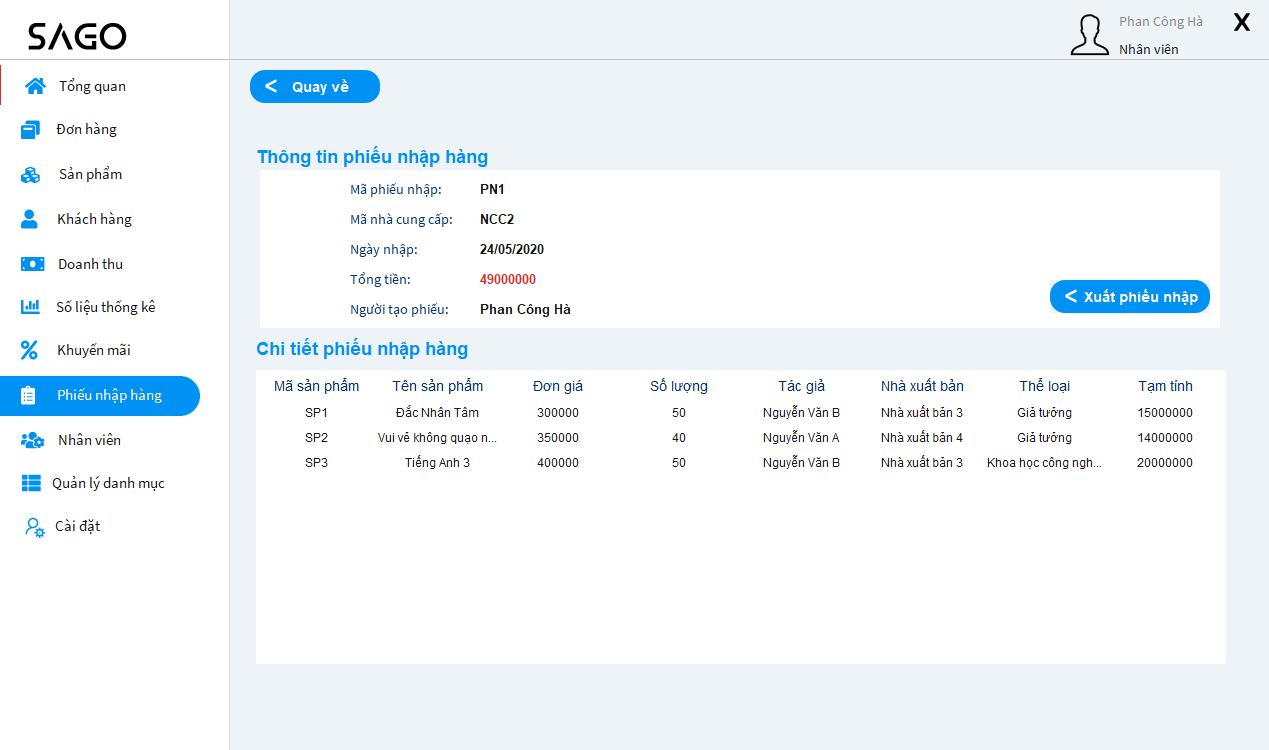 SAGO
Phan Công Hà
Nhân viên
X
Tổng quan
Đơn hàng
Sản phẩm
Khách hàng
Doanh thu
Số liệu thống kê
Khuyến mãi
Phiếu nhập hàng
Nhân viên
Quản lý danh mục
Cài đặt
< Quay về
Thông tin phiếu nhập hàng
Mã phiếu nhập: PN1
Mã nhà cung cấp: NCC2
Ngày nhập: 24/05/2020
Tổng tiền: 49000000
Người tạo phiếu: Phan Công Hà
< Xuất phiếu nhập
Chi tiết phiếu nhập hàng
Mã sản phẩm Tên sản phẩm Đơn giá Số lượng Tác giả Nhà xuất bản Thể loại Tạm tính
SP1 Đắc Nhân Tâm 300000 50 Nguyễn Văn B Nhà xuất bản 3 Giả tưởng 15000000
SP2 Vui vẻ không quạo n... 350000 40 Nguyễn Văn A Nhà xuất bản 4 Giả tưởng 14000000
SP3 Tiếng Anh 3 400000 50 Nguyễn Văn B Nhà xuất bản 3 Khoa học công ngh... 20000000